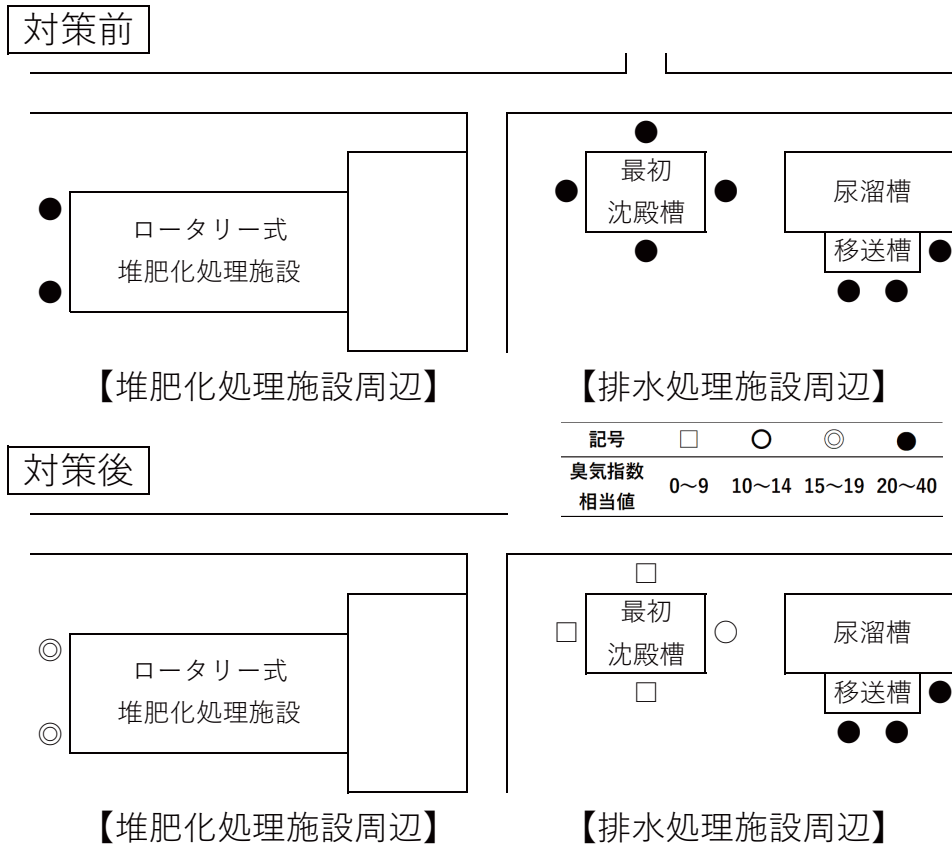 対策前
最初
沈殿槽
尿溜槽
移送槽
ロータリー式
堆肥化処理施設
【堆肥化処理施設周辺】
【排水処理施設周辺】
記号 □ ○ ◎ ●
臭気指数
相当値
0～9 10～14 15～19 20～40
対策後
最初
沈殿槽
尿溜槽
移送槽
ロータリー式
堆肥化処理施設
【堆肥化処理施設周辺】
【排水処理施設周辺】